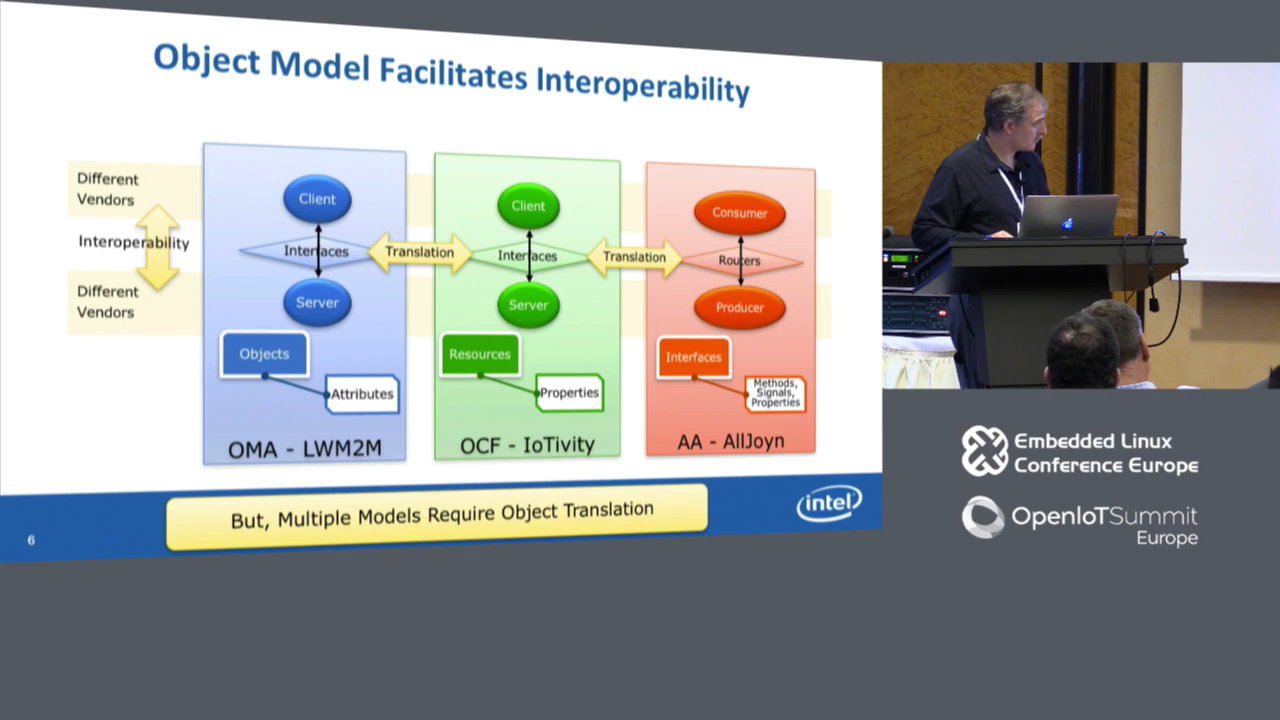 Object Model Facilitates Interoperability
Different
Vendors
Interoperability
Different
Vendors
Client
Interfaces
Server
Objects
Attributes
OMA - LWM2M
Translation
Client
Interfaces
Server
Resources
Properties
OCF - IoTivity
Translation
Consumer
Routers
Producer
Interfaces
Methods,
Signals,
Properties
AA - AllJoyn
But, Multiple Models Require Object Translation
intel
6
Embedded Linux
Conference Europe
OpenIoTSummit
Europe